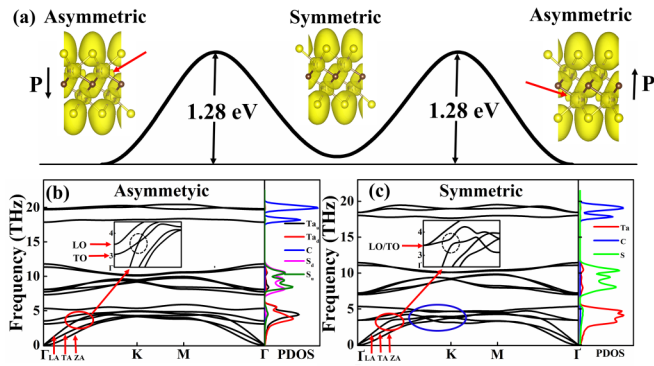 (a) Asymmetric Symmetric Asymmetric
P 1.28 eV 1.28 eV P
(b) Asymmetyic
Frequency (THz)
20
15
10
5
0
LO
TO
4
3
Γ
Γ LA TA ZA K M Γ PDOS
Ta
Ta
C
S
S
(c) Symmetric
Frequency (THz)
20
15
10
5
0
LO/TO
4
3
Γ LA TA ZA K M Γ PDOS
Ta
C
S